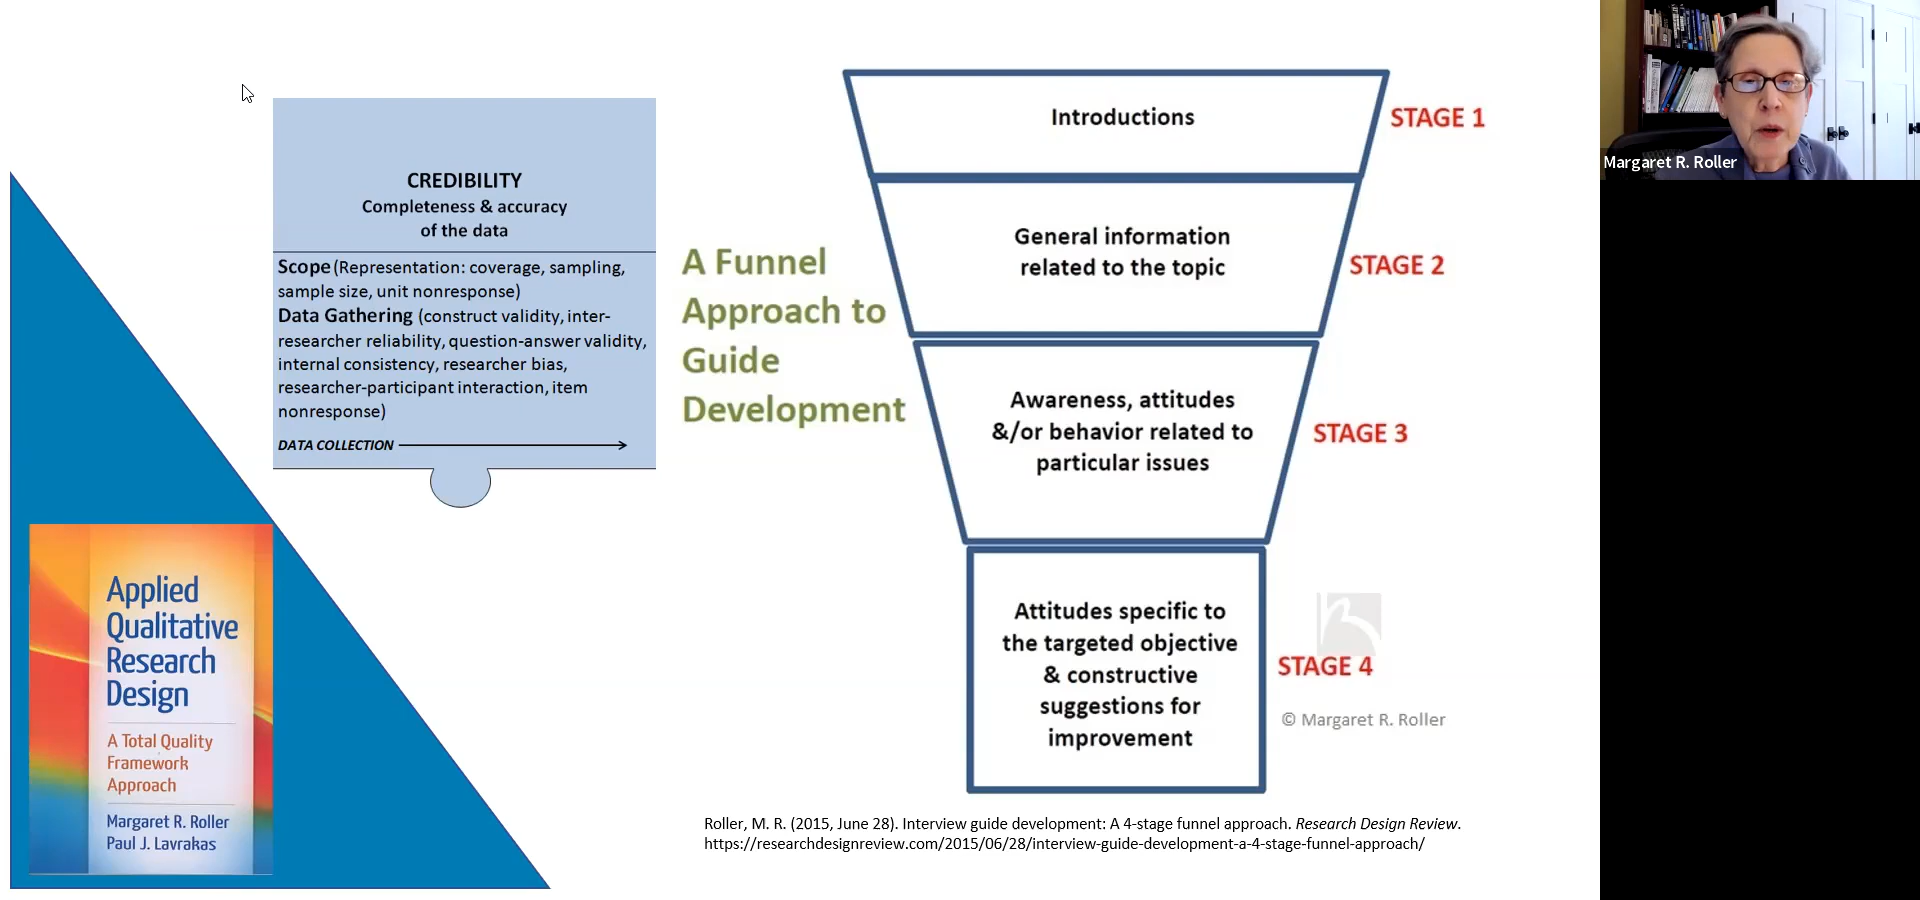 CREDIBILITY
Completeness & accuracy
of the data
Scope (Representation: coverage, sampling,
sample size, unit nonresponse)
Data Gathering (construct validity, inter-
researcher reliability, question-answer validity,
internal consistency, researcher bias,
researcher-participant interaction, item
nonresponse)
DATA COLLECTION
Applied
Qualitative
Research
Design
A Total Quality
Framework
Approach
Margaret R. Roller
Paul J. Lavrakas
A Funnel
Approach to
Guide
Development
Introductions
STAGE 1
General information
related to the topic
STAGE 2
Awareness, attitudes
&/or behavior related to
particular issues
STAGE 3
Attitudes specific to
the targeted objective
& constructive
suggestions for
improvement
STAGE 4
© Margaret R. Roller
Roller, M. R. (2015, June 28). Interview guide development: A 4-stage funnel approach. Research Design Review.
https://researchdesignreview.com/2015/06/28/interview-guide-development-a-4-stage-funnel-approach/
Margaret R. Roller